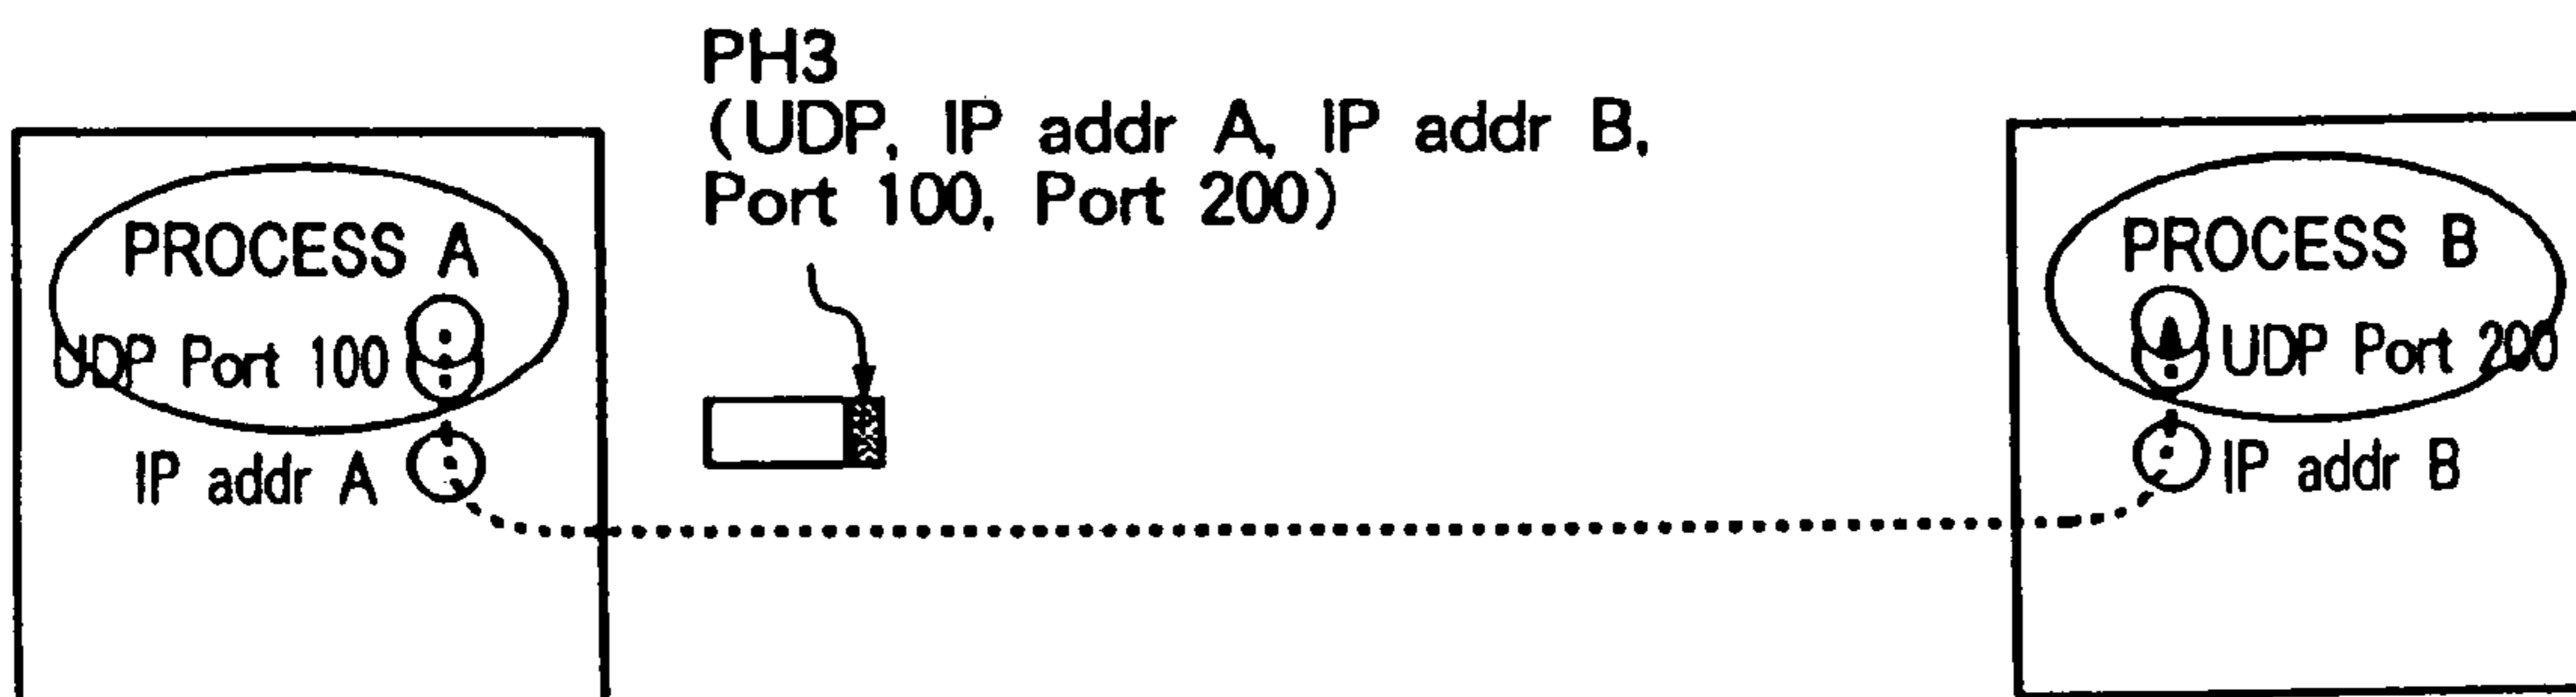 PH3
(UDP, IP addr A, IP addr B,
Port 100, Port 200)
PROCESS A
UDP Port 100
IP addr A
PROCESS B
UDP Port 200
IP addr B